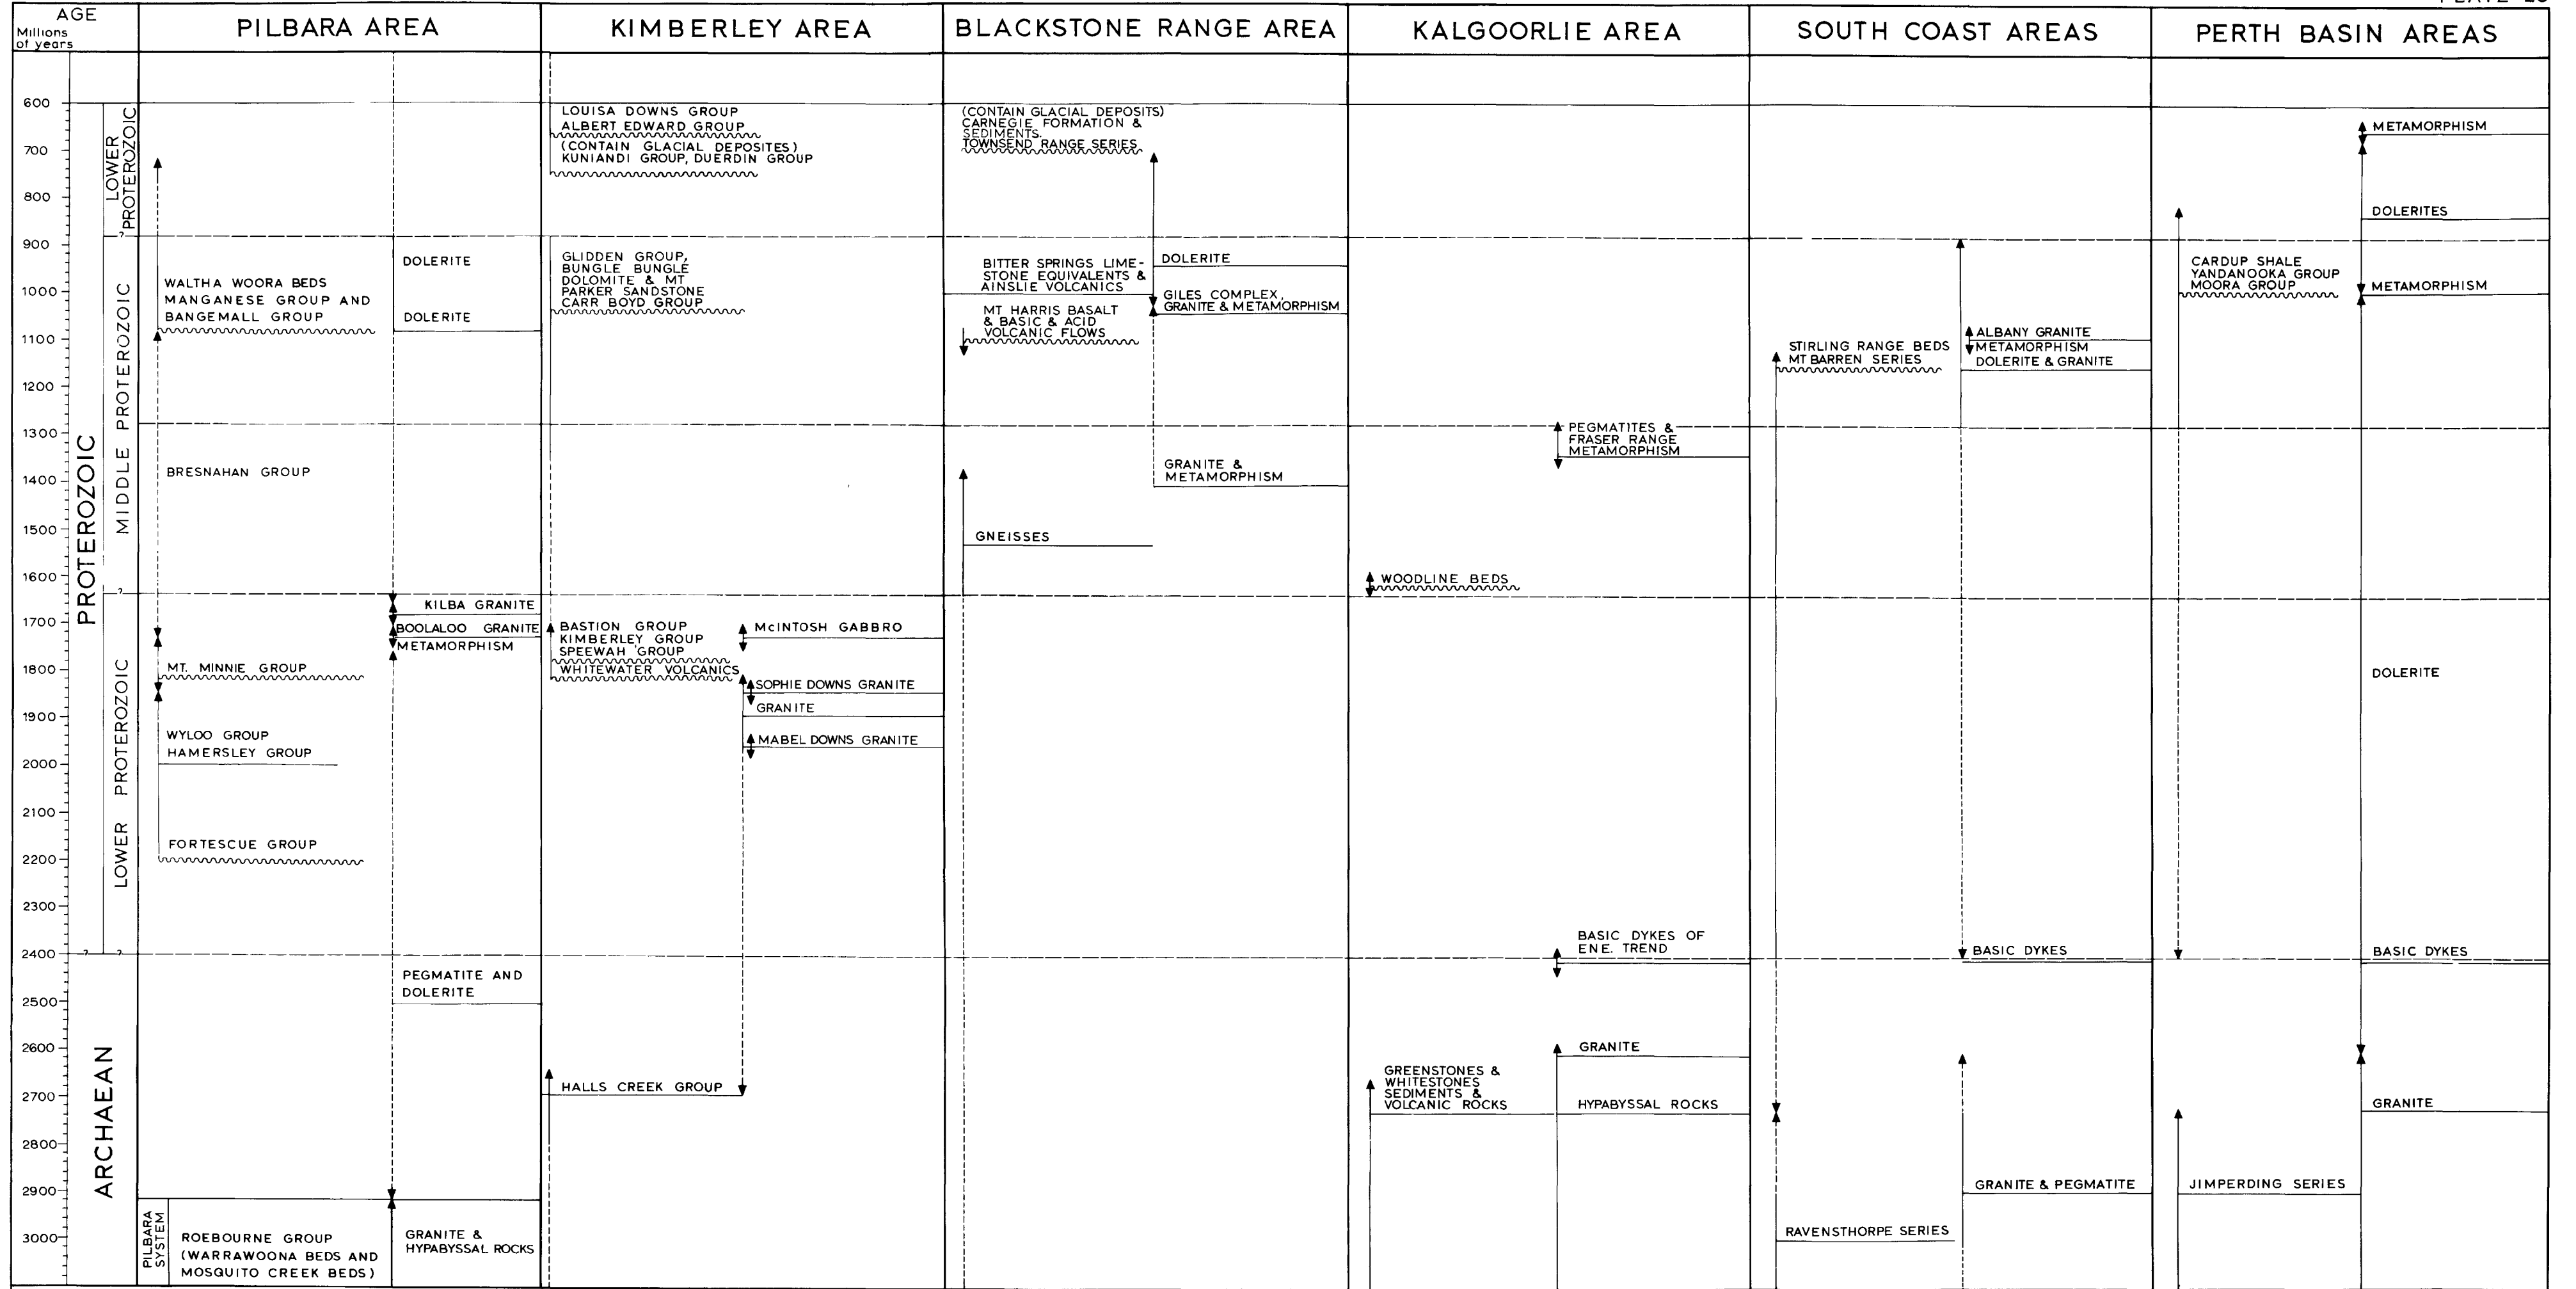 AGE
Millions
of years
PILBARA AREA
KIMBERLEY AREA
BLACKSTONE RANGE AREA
KALGOORLIE AREA
SOUTH COAST AREAS
PERTH BASIN AREAS
600
700
800
900
1000
1100
1200
1300
1400
1500
1600
1700
1800
1900
2000
2100
2200
2300
2400
2500
2600
2700
2800
2900
3000
PROTEROZOIC
ARCHAEAN
LOWER
PROTEROZOIC
?
MIDDLE PROTEROZOIC
?
LOWER PROTEROZOIC
? ?
WALTHA WOORA BEDS
MANGANESE GROUP AND
BANGEMALL GROUP
BRESNAHAN GROUP
MT. MINNIE GROUP
WYLOO GROUP
HAMERSLEY GROUP
FORTESCUE GROUP
PILBARA
SYSTEM
ROEBOURNE GROUP
(WARRAWOONA BEDS AND
MOSQUITO CREEK BEDS)
DOLERITE
DOLERITE
KILBA GRANITE
BOOLALOO GRANITE
METAMORPHISM
PEGMATITE AND
DOLERITE
GRANITE &
HYPABYSSAL ROCKS
LOUISA DOWNS GROUP
ALBERT EDWARD GROUP
(CONTAIN GLACIAL DEPOSITES)
KUNIANDI GROUP, DUERDIN GROUP
GLIDDEN GROUP,
BUNGLE BUNGLE
DOLOMITE & MT
PARKER SANDSTONE
CARR BOYD GROUP
BASTION GROUP
KIMBERLEY GROUP
SPEEWAH GROUP
WHITEWATER VOLCANICS
HALLS CREEK GROUP
McINTOSH GABBRO
SOPHIE DOWNS GRANITE
GRANITE
MABEL DOWNS GRANITE
(CONTAIN GLACIAL DEPOSITS)
CARNEGIE FORMATION &
SEDIMENTS.
TOWNSEND RANGE SERIES
BITTER SPRINGS LIME-
STONE EQUIVALENTS &
AINSLIE VOLCANICS
MT HARRIS BASALT
& BASIC & ACID
VOLCANIC FLOWS
GNEISSES
DOLERITE
GILES COMPLEX,
GRANITE & METAMORPHISM
GRANITE &
METAMORPHISM
WOODLINE BEDS
GREENSTONES &
WHITESTONES
SEDIMENTS &
VOLCANIC ROCKS
PEGMATITES &
FRASER RANGE
METAMORPHISM
BASIC DYKES OF
ENE. TREND
GRANITE
HYPABYSSAL ROCKS
STIRLING RANGE BEDS
MT BARREN SERIES
RAVENSTHORPE SERIES
ALBANY GRANITE
METAMORPHISM
DOLERITE & GRANITE
BASIC DYKES
GRANITE & PEGMATITE
CARDUP SHALE
YANDANOOKA GROUP
MOORA GROUP
JIMPERDING SERIES
METAMORPHISM
DOLERITES
METAMORPHISM
DOLERITE
BASIC DYKES
GRANITE